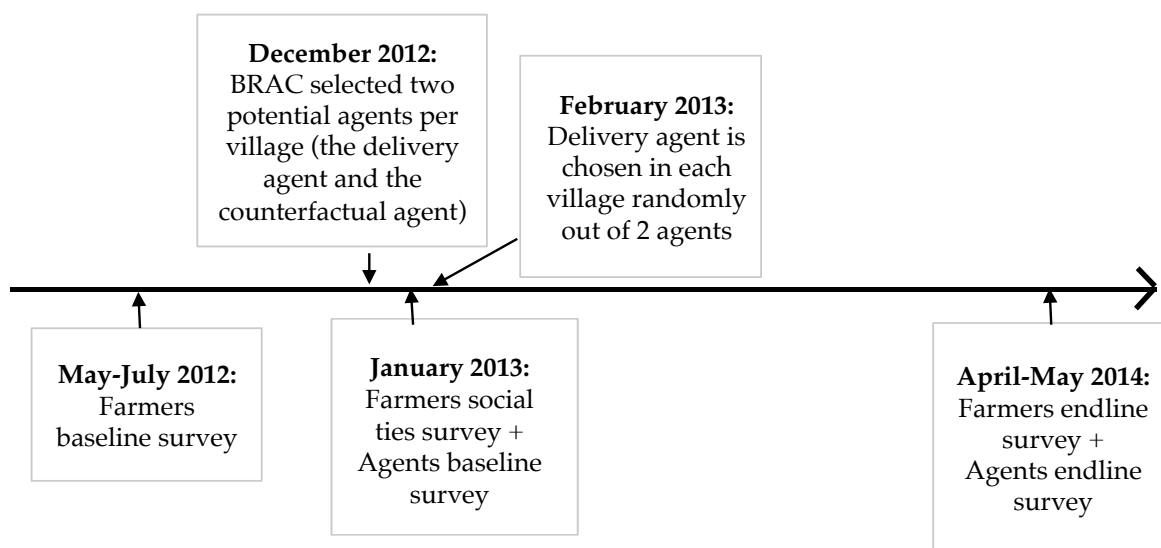 December 2012:
BRAC selected two
potential agents per
village (the delivery
agent and the
counterfactual agent)
February 2013:
Delivery agent is
chosen in each
village randomly
out of 2 agents
May-July 2012:
Farmers
baseline survey
January 2013:
Farmers social
ties survey +
Agents baseline
survey
April-May 2014:
Farmers endline
survey +
Agents endline
survey